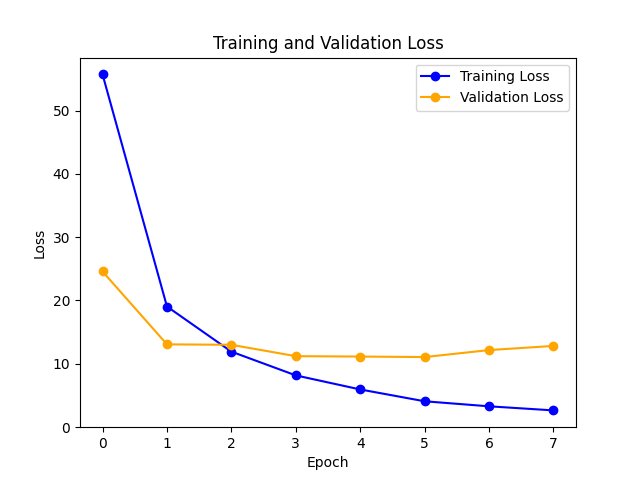 Training and Validation Loss
Training Loss
Validation Loss
50
40
30
20
10
0
Loss
0 1 2 3 4 5 6 7
Epoch